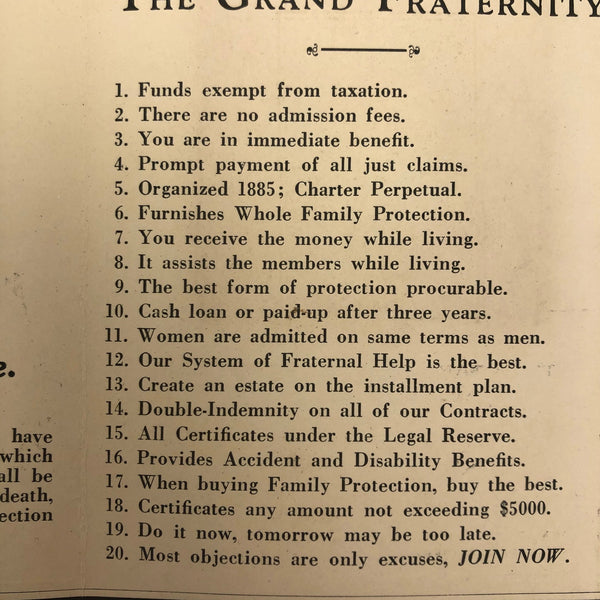 THE GRAND FRATERNITY
1. Funds exempt from taxation.
2. There are no admission fees.
3. You are in immediate benefit.
4. Prompt payment of all just claims.
5. Organized 1885; Charter Perpetual.
6. Furnishes Whole Family Protection.
7. You receive the money while living.
8. It assists the members while living.
9. The best form of protection procurable.
10. Cash loan or paid-up after three years.
11. Women are admitted on same terms as men.
12. Our System of Fraternal Help is the best.
13. Create an estate on the installment plan.
14. Double-Indemnity on all of our Contracts.
15. All Certificates under the Legal Reserve.
16. Provides Accident and Disability Benefits.
17. When buying Family Protection, buy the best.
18. Certificates any amount not exceeding $5000.
19. Do it now, tomorrow may be too late.
20. Most objections are only excuses, JOIN NOW.
e.
have
which
all be
death,
ection